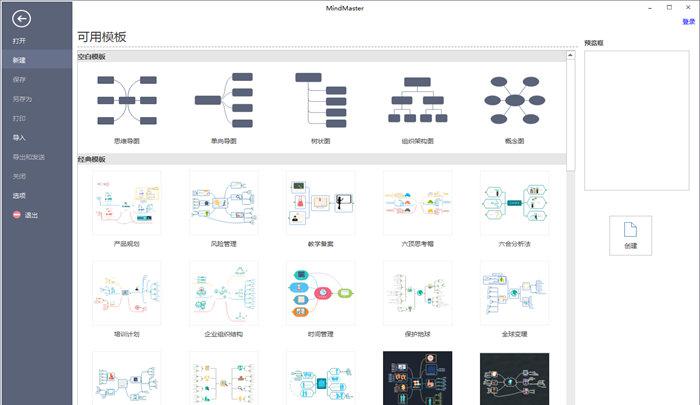 MindMaster
登录
打开
新建
保存
另存为
打印
导入
导出和发送
关闭
选项
退出
可用模板
空白模板
思维导图
单向导图
树状图
组织架构图
概念图
经典模板
产品规划
风险管理
教学备案
六顶思考帽
六合分析法
培训计划
企业组织结构
时间管理
保护地球
全球变暖
预览框
创建